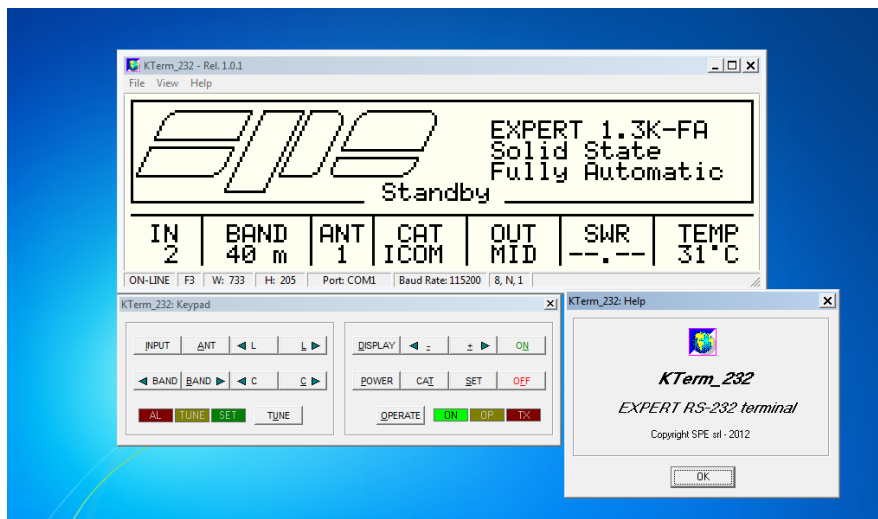 KTerm_232 - Rel. 1.0.1
File View Help
spe
EXPERT 1.3K-FA
Solid State
Fully Automatic
Standby
IN BAND ANT CAT OUT SWR TEMP
2 40 m 1 ICOM MID --.-- 31°C
ON-LINE F3 W: 733 H: 205 Port: COM1 Baud Rate: 115200 8, N, 1
KTerm_232: Keypad
INPUT ANT L L DISPLAY - + ON
BAND BAND C C POWER CAT SET OFF
AL TUNE SET TUNE OPERATE ON OP TX
KTerm_232: Help
KTerm_232
EXPERT RS-232 terminal
Copyright SPE srl - 2012
OK